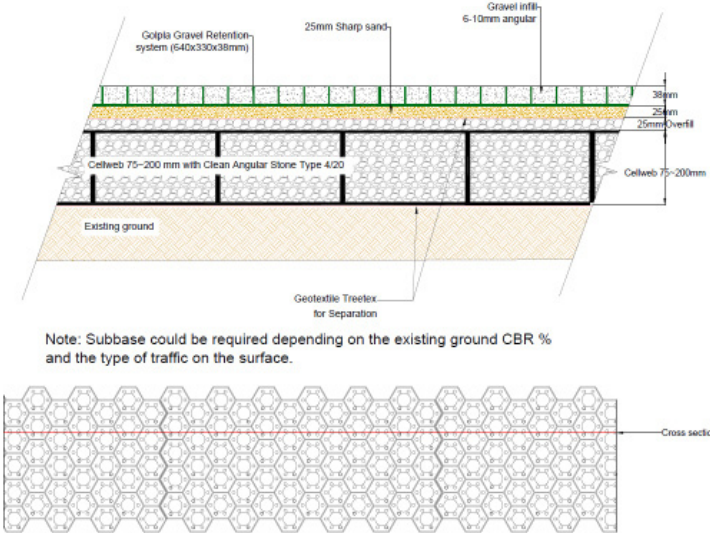 Gravel infill
6-10mm angular
25mm Sharp sand
Golpla Gravel Retention
system (640x330x38mm)
38mm
25mm
25mm Overfill
Cellweb 75~200 mm with Clean Angular Stone Type 4/20
Cellweb 75~200mm
Existing ground
Geotextile Treetex
for Separation
Note: Subbase could be required depending on the existing ground CBR %
and the type of traffic on the surface.
Cross sectic